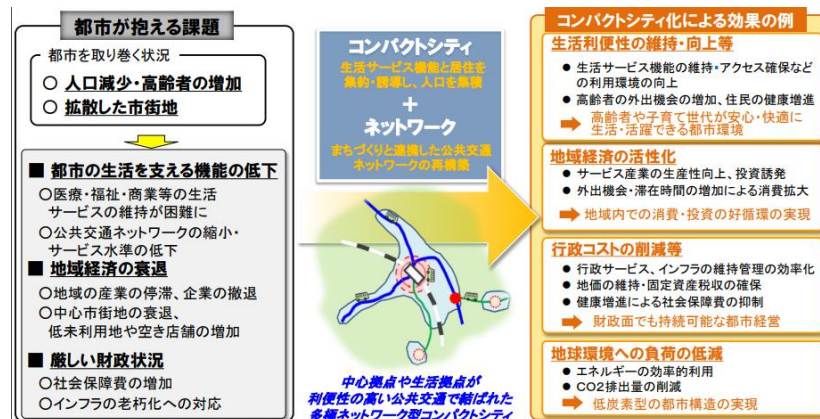 都市が抱える課題
都市を取り巻く状況
○ 人口減少・高齢者の増加
○ 拡散した市街地
■ 都市の生活を支える機能の低下
○医療・福祉・商業等の生活
サービスの維持が困難に
○公共交通ネットワークの縮小・
サービス水準の低下
■ 地域経済の衰退
○地域の産業の停滞、企業の撤退
○中心市街地の衰退、
低未利用地や空き店舗の増加
■ 厳しい財政状況
○社会保障費の増加
○インフラの老朽化への対応
コンパクトシティ
生活サービス機能と居住を
集約・誘導し、人口を集積
+
ネットワーク
まちづくりと連携した公共交通
ネットワークの再構築
中心拠点や生活拠点が
利便性の高い公共交通で結ばれた
多極ネットワーク型コンパクトシティ
コンパクトシティ化による効果の例
生活利便性の維持・向上等
● 生活サービス機能の維持・アクセス確保など
の利用環境の向上
● 高齢者の外出機会の増加、住民の健康増進
➡ 高齢者や子育て世代が安心・快適に
生活・活躍できる都市環境
地域経済の活性化
● サービス産業の生産性向上、投資誘発
● 外出機会・滞在時間の増加による消費拡大
➡ 地域内での消費・投資の好循環の実現
行政コストの削減等
● 行政サービス、インフラの維持管理の効率化
● 地価の維持・固定資産税収の確保
● 健康増進による社会保障費の抑制
➡ 財政面でも持続可能な都市経営
地球環境への負荷の低減
● エネルギーの効率的利用
● CO2排出量の削減
➡ 低炭素型の都市構造の実現